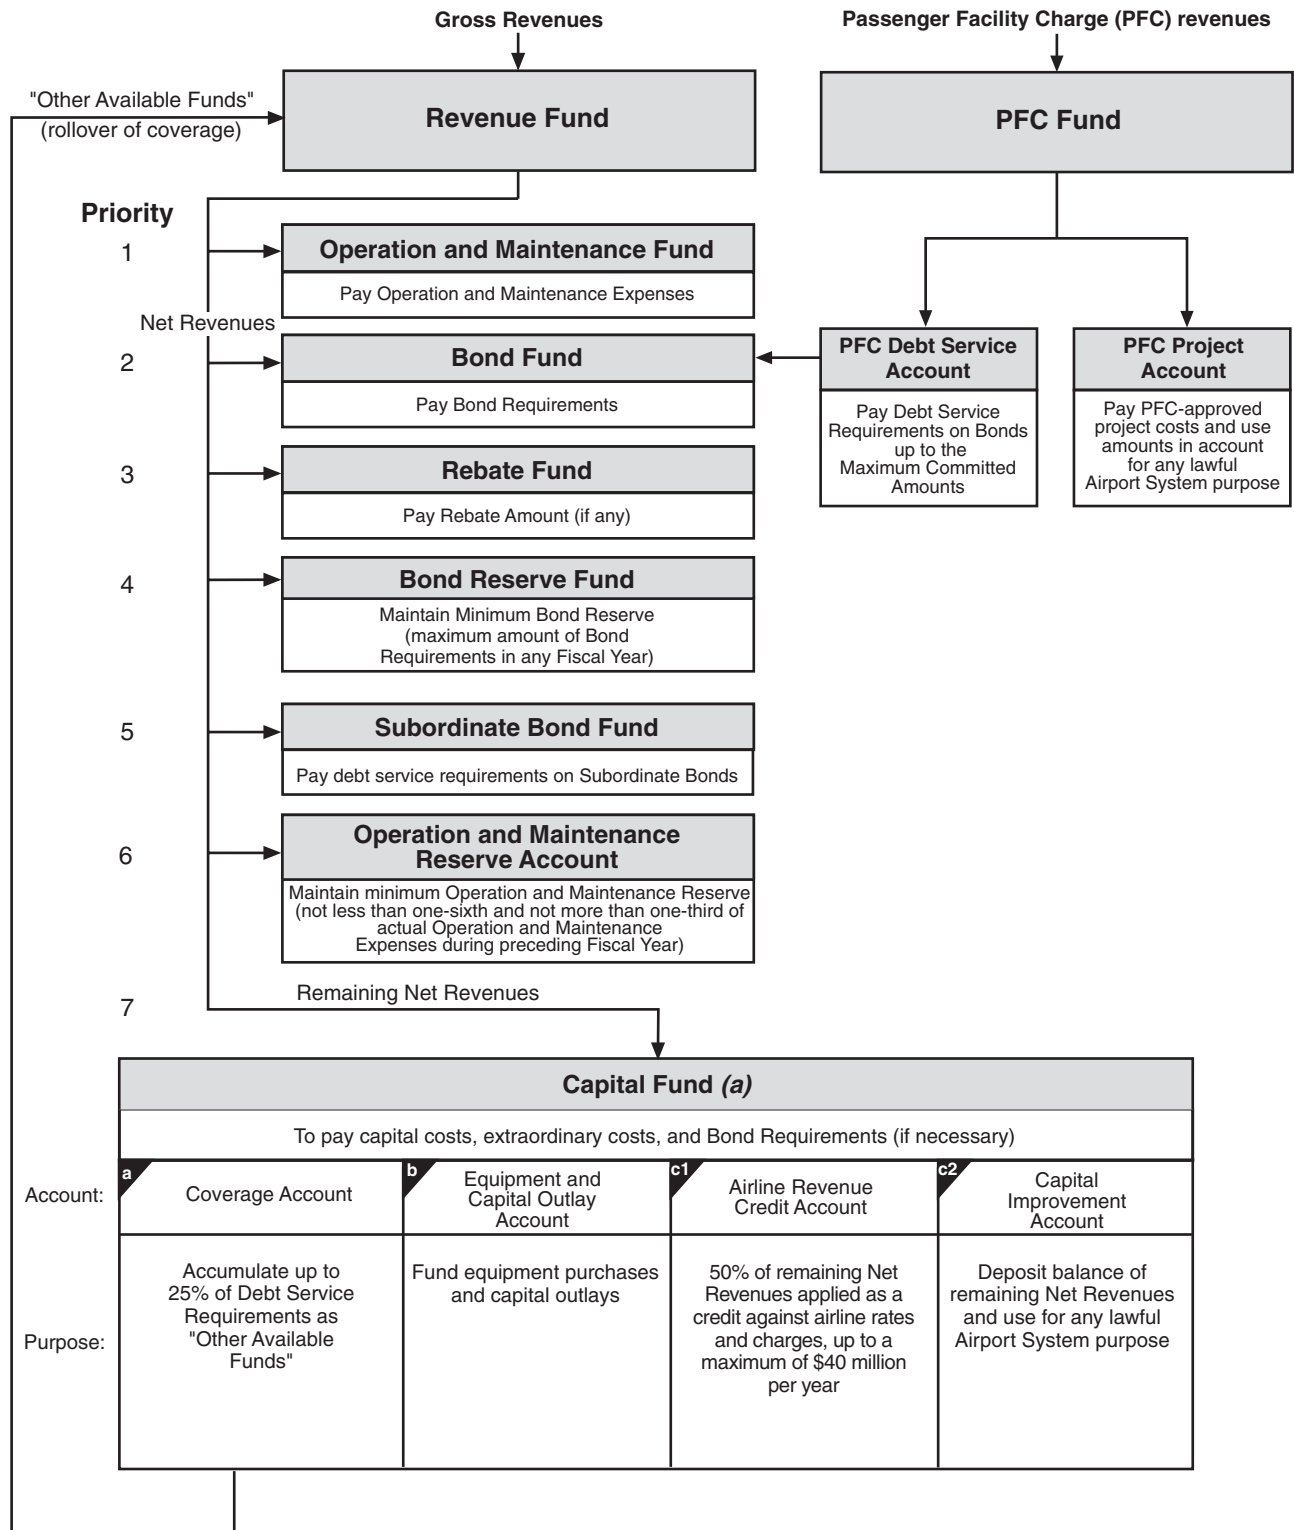 Gross Revenues
Passenger Facility Charge (PFC) revenues
"Other Available Funds"
(rollover of coverage)
Revenue Fund
PFC Fund
Priority
1
Operation and Maintenance Fund
Pay Operation and Maintenance Expenses
Net Revenues
2
Bond Fund
Pay Bond Requirements
PFC Debt Service
Account
Pay Debt Service
Requirements on Bonds
up to the
Maximum Committed
Amounts
PFC Project
Account
Pay PFC-approved
project costs and use
amounts in account
for any lawful
Airport System purpose
3
Rebate Fund
Pay Rebate Amount (if any)
4
Bond Reserve Fund
Maintain Minimum Bond Reserve
(maximum amount of Bond
Requirements in any Fiscal Year)
5
Subordinate Bond Fund
Pay debt service requirements on Subordinate Bonds
6
Operation and Maintenance
Reserve Account
Maintain minimum Operation and Maintenance Reserve
(not less than one-sixth and not more than one-third of
actual Operation and Maintenance
Expenses during preceding Fiscal Year)
7
Remaining Net Revenues
Capital Fund (a)
To pay capital costs, extraordinary costs, and Bond Requirements (if necessary)
Account:
a
Coverage Account
b
Equipment and
Capital Outlay
Account
c1
Airline Revenue
Credit Account
c2
Capital
Improvement
Account
Purpose:
Accumulate up to
25% of Debt Service
Requirements as
"Other Available
Funds"
Fund equipment purchases
and capital outlays
50% of remaining Net
Revenues applied as a
credit against airline rates
and charges, up to a
maximum of $40 million
per year
Deposit balance of
remaining Net Revenues
and use for any lawful
Airport System purpose